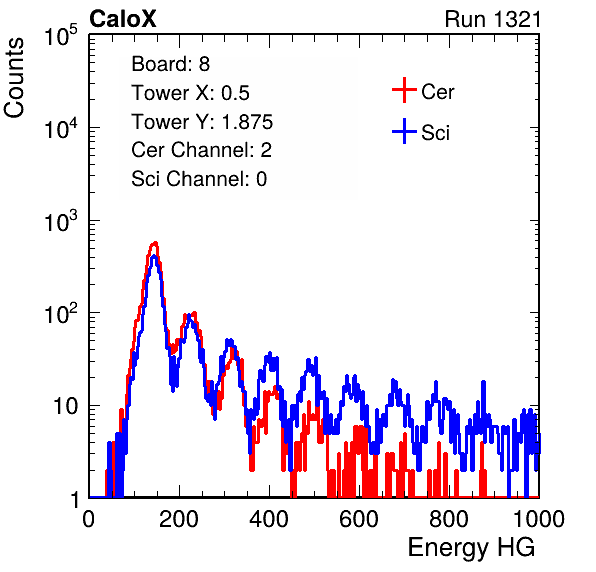 CaloX Run 1321
Counts
Board: 8
Tower X: 0.5
Tower Y: 1.875
Cer Channel: 2
Sci Channel: 0
Cer
Sci
10^5
10^4
10^3
10^2
10
1
0 200 400 600 800 1000
Energy HG